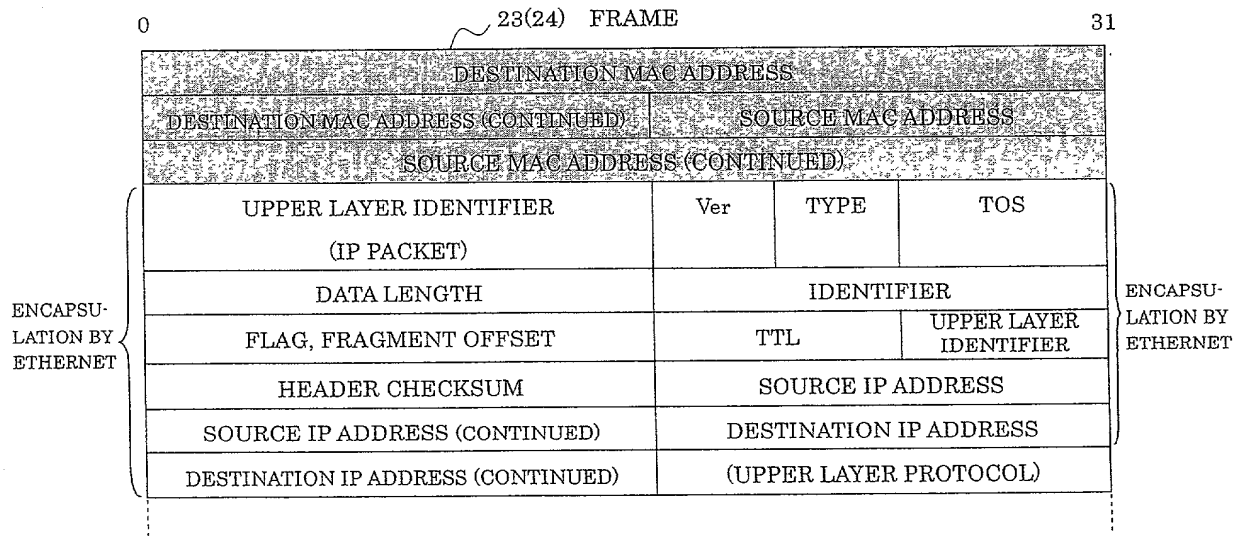 23(24) FRAME
0
31
DESTINATION MAC ADDRESS
DESTINATION MAC ADDRESS (CONTINUED)
SOURCE MAC ADDRESS
SOURCE MAC ADDRESS (CONTINUED)
UPPER LAYER IDENTIFIER
(IP PACKET)
Ver
TYPE
TOS
DATA LENGTH
IDENTIFIER
FLAG, FRAGMENT OFFSET
TTL
UPPER LAYER
IDENTIFIER
HEADER CHECKSUM
SOURCE IP ADDRESS
SOURCE IP ADDRESS (CONTINUED)
DESTINATION IP ADDRESS
DESTINATION IP ADDRESS (CONTINUED)
(UPPER LAYER PROTOCOL)
ENCAPSU-
LATION BY
ETHERNET
ENCAPSU-
LATION BY
ETHERNET